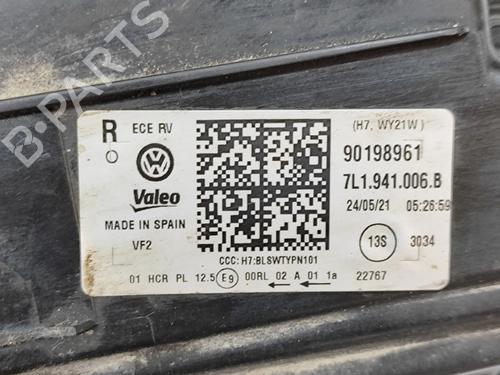 B-PARTS
R ECE RV (H7, WY21W)
90198961
Valeo 7L1.941.006.B
MADE IN SPAIN 24/05/21 05:26:59
VF2 13S 3034
CCC: H7:BLSWTYPN101
01 HCR PL 12.5 E9 00RL 02 A 01 1a 22767